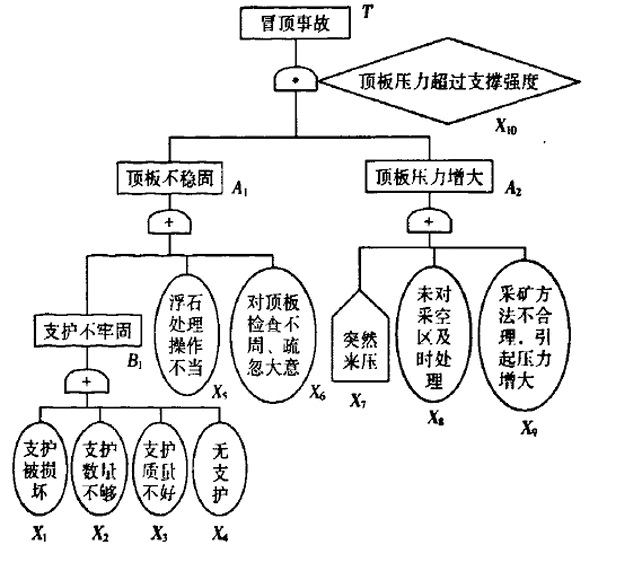 冒顶事故
T
顶板压力超过支撑强度
X10
顶板不稳固
A1
顶板压力增大
A2
+
+
支护不牢固
B1
浮石
处理
操作
不当
X5
对顶板
检食不
周、疏
忽大意
X6
突然
来压
X7
未对
采空
区及
时处
理
X8
采矿方
法不合
理，引
起压力
增大
X9
+
支护
被损
坏
X1
支护
数量
不够
X2
支护
质量
不好
X3
无
支
护
X4